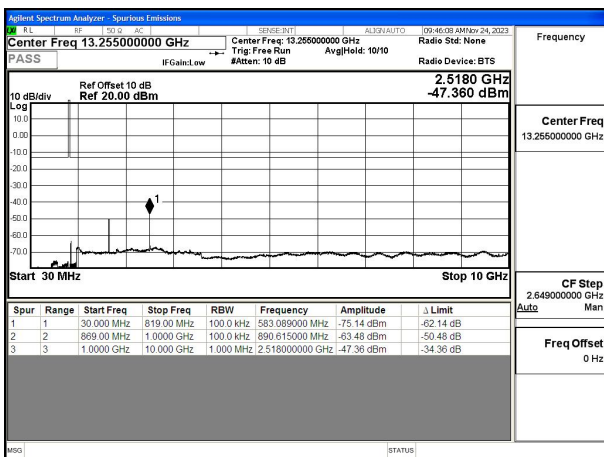 Agilent Spectrum Analyzer - Spurious Emissions
RL RF 50 Ω AC SENSE:INT ALIGN AUTO 09:46:08 AM Nov 24, 2023
Center Freq 13.255000000 GHz Center Freq: 13.255000000 GHz Radio Std: None
Trig: Free Run Avg|Hold: 10/10
PASS IFGain:Low #Atten: 10 dB Radio Device: BTS
Ref Offset 10 dB 2.5180 GHz
10 dB/div Ref 20.00 dBm -47.360 dBm
Log
10.0
0.00
-10.0
-20.0
-30.0
-40.0
-50.0
-60.0
-70.0
1
Start 30 MHz Stop 10 GHz
Spur Range Start Freq Stop Freq RBW Frequency Amplitude Δ Limit
1 1 30.000 MHz 819.00 MHz 100.0 kHz 583.089000 MHz -75.14 dBm -62.14 dB
2 2 869.00 MHz 1.0000 GHz 100.0 kHz 890.615000 MHz -63.48 dBm -50.48 dB
3 3 1.0000 GHz 10.000 GHz 1.000 MHz 2.518000000 GHz -47.36 dBm -34.36 dB
MSG STATUS
Frequency
Center Freq
13.255000000 GHz
CF Step
2.649000000 GHz
Auto Man
Freq Offset
0 Hz